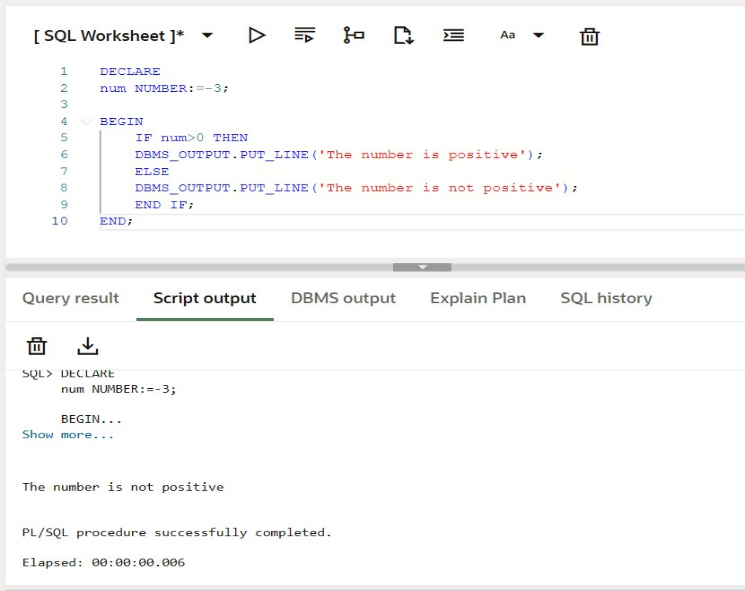 [ SQL Worksheet ]* Aa
1 DECLARE
2 num NUMBER:=-3;
3
4 BEGIN
5 IF num>0 THEN
6 DBMS_OUTPUT.PUT_LINE('The number is positive');
7 ELSE
8 DBMS_OUTPUT.PUT_LINE('The number is not positive');
9 END IF;
10 END;
Query result Script output DBMS output Explain Plan SQL history
SQL> DECLARE
num NUMBER:=-3;
BEGIN...
Show more...
The number is not positive
PL/SQL procedure successfully completed.
Elapsed: 00:00:00.006